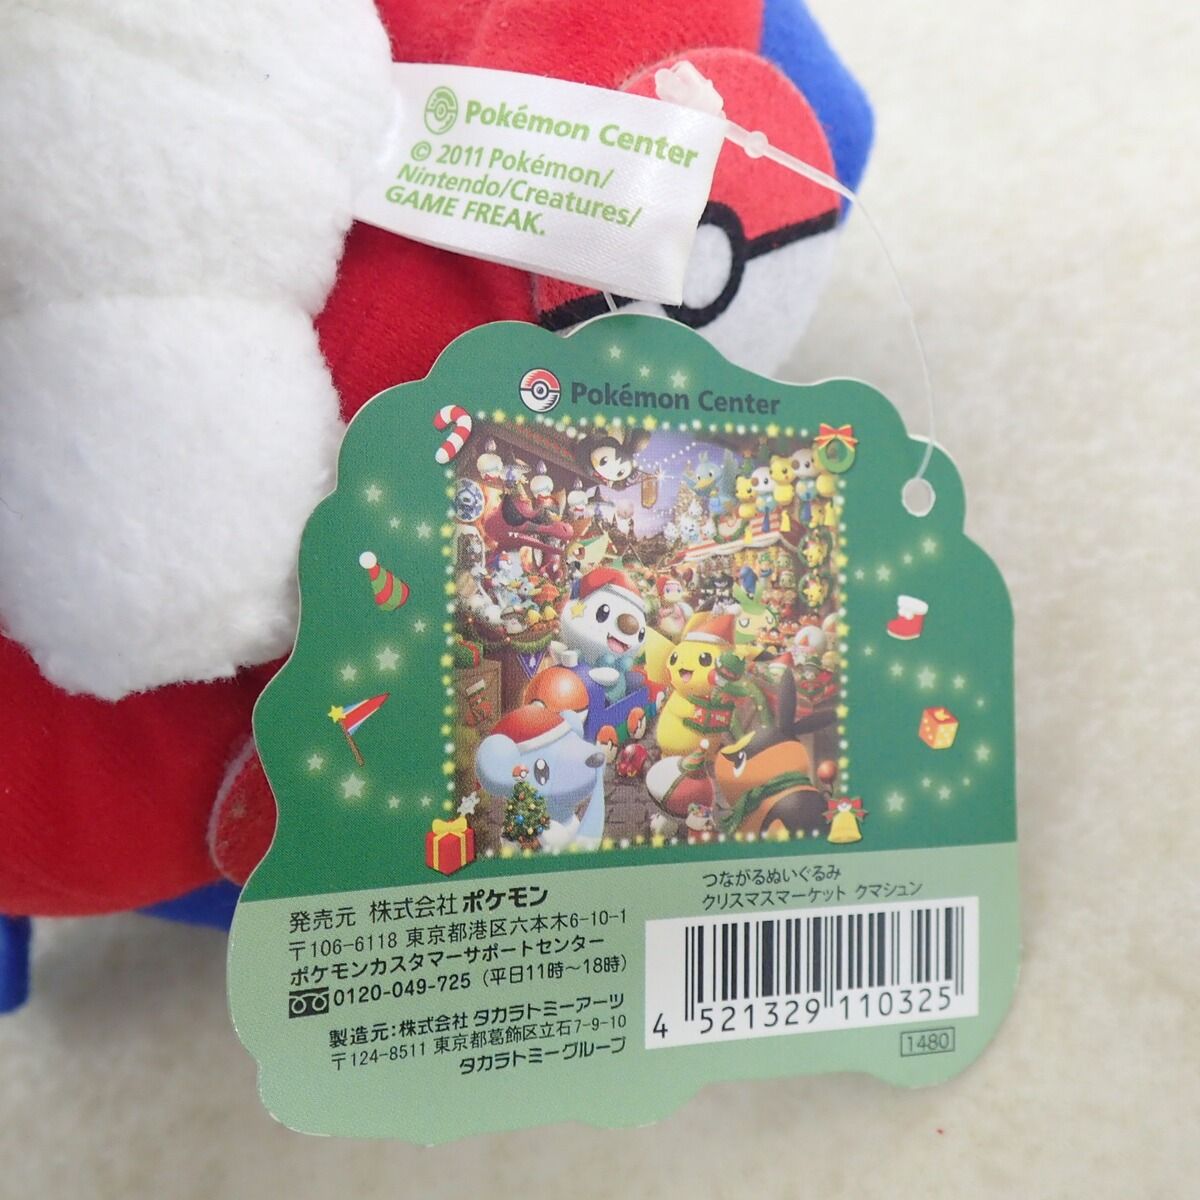 Pokémon Center
© 2011 Pokémon/
Nintendo/Creatures/
GAME FREAK.
Pokémon Center
発売元 株式会社 ポケモン
〒106-6118 東京都港区六本木6-10-1
ポケモンカスタマーサポートセンター
0120-049-725 (平日11時～18時)
製造元:株式会社 タカラトミーアーツ
〒124-8511 東京都葛飾区立石7-9-10
タカラトミーグループ
つながるぬいぐるみ
クリスマスマーケット クマシュン
4 521329 110325
1480